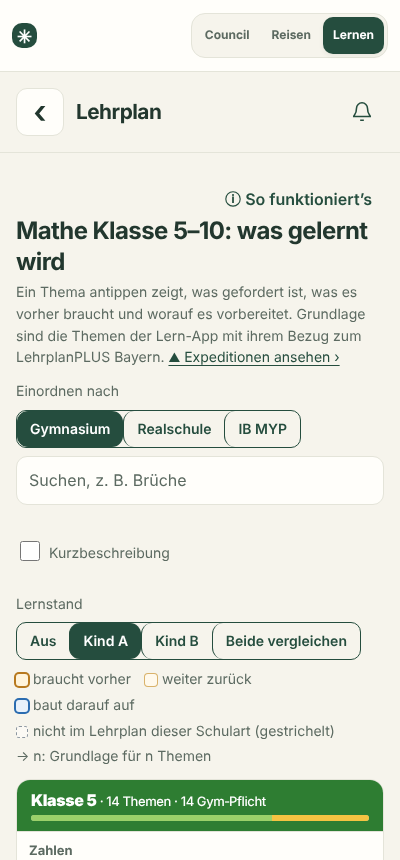 Council Reisen Lernen
‹ Lehrplan
ⓘ So funktioniert’s
Mathe Klasse 5–10: was gelernt
wird
Ein Thema antippen zeigt, was gefordert ist, was es
vorher braucht und worauf es vorbereitet. Grundlage
sind die Themen der Lern-App mit ihrem Bezug zum
LehrplanPLUS Bayern. ▲ Expeditionen ansehen ›
Einordnen nach
Gymnasium Realschule IB MYP
Suchen, z. B. Brüche
Kurzbeschreibung
Lernstand
Aus Kind A Kind B Beide vergleichen
braucht vorher weiter zurück
baut darauf auf
nicht im Lehrplan dieser Schulart (gestrichelt)
→ n: Grundlage für n Themen
Klasse 5 · 14 Themen · 14 Gym-Pflicht
Zahlen